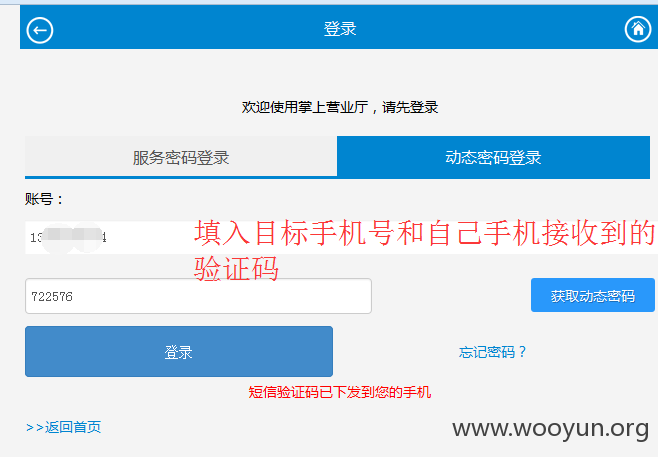 登录
欢迎使用掌上营业厅，请先登录
服务密码登录 动态密码登录
账号：
13 4
填入目标手机号和自己手机接收到的
验证码
722576 获取动态密码
登录 忘记密码？
短信验证码已下发到您的手机
>>返回首页
www.wooyun.org